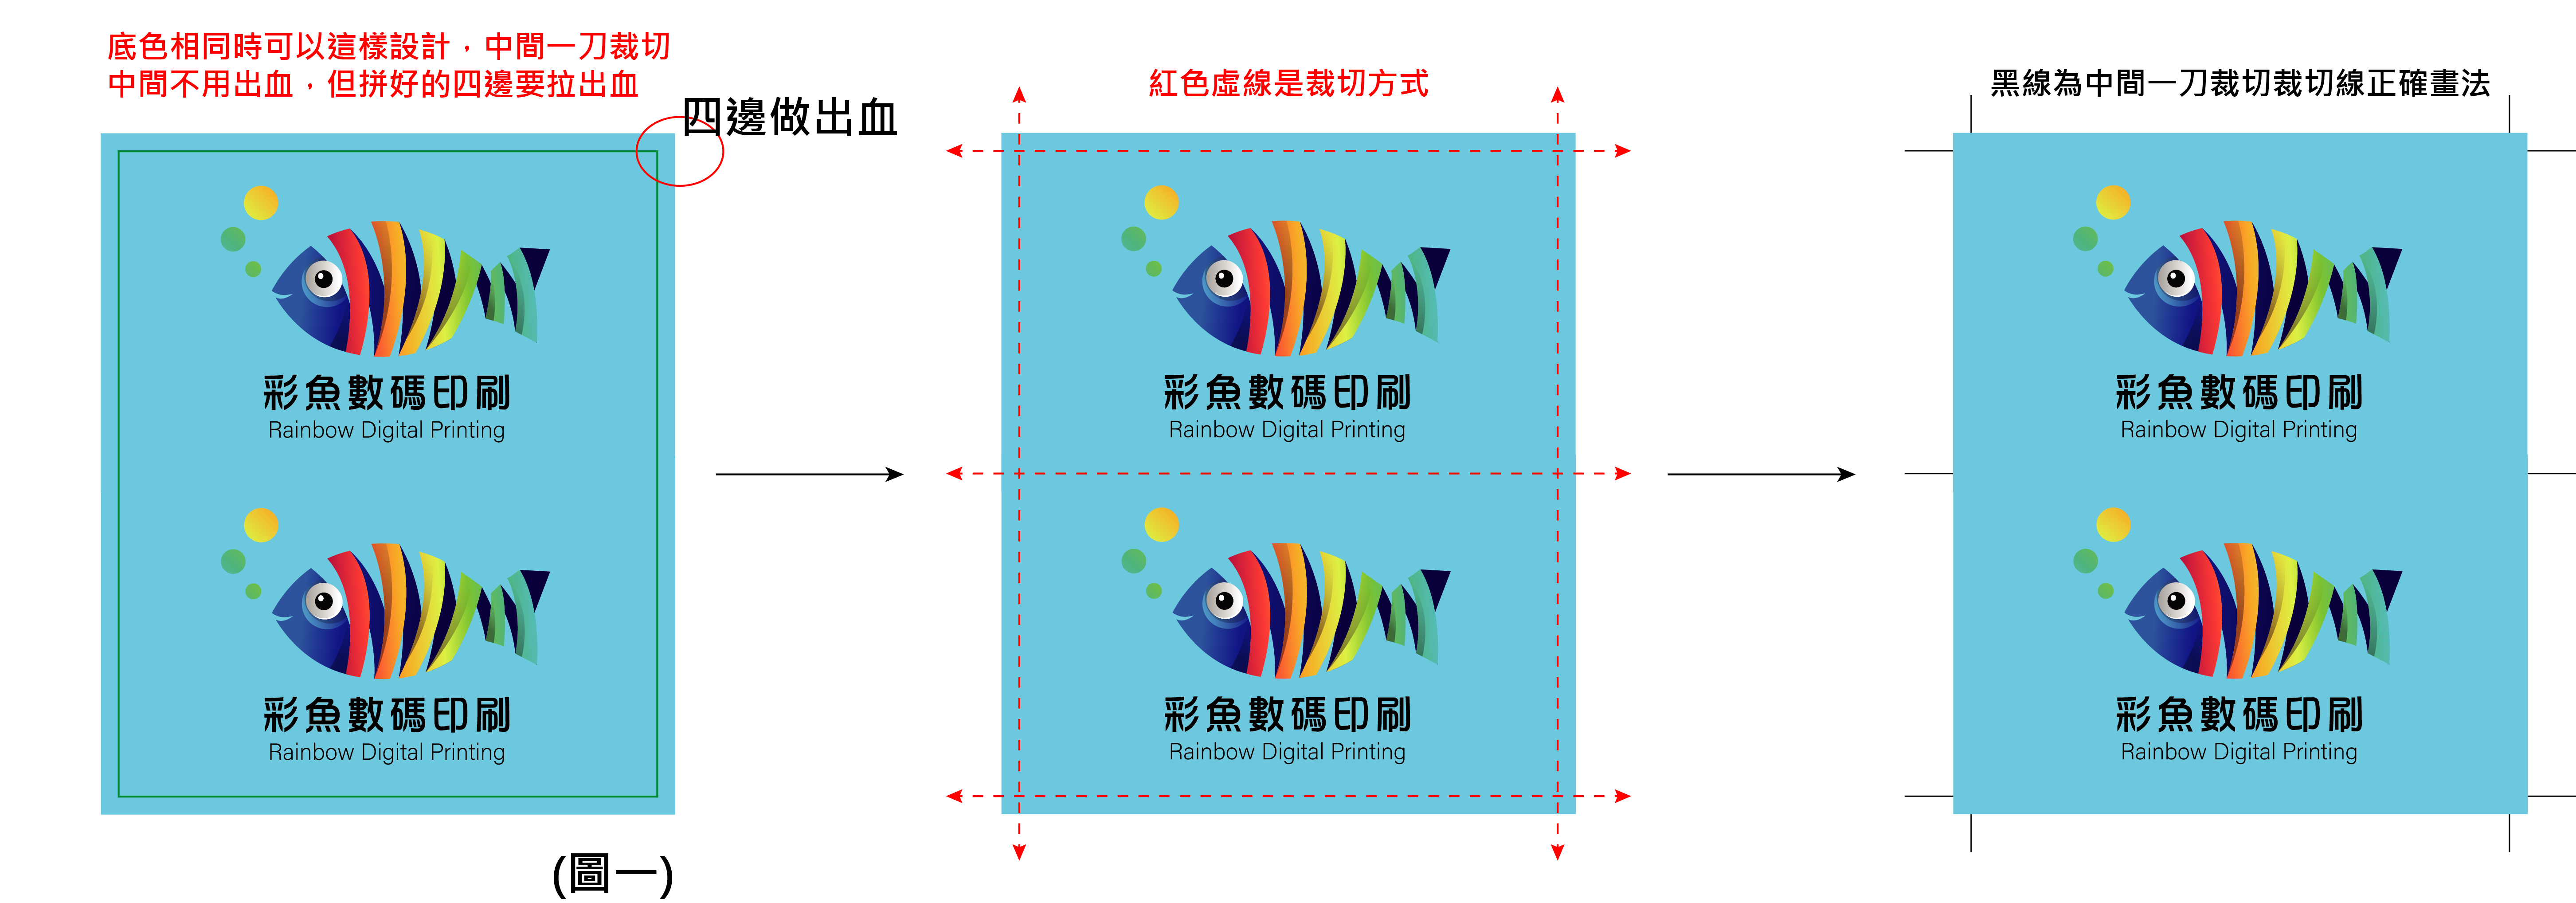 底色相同時可以這樣設計，中間一刀裁切
中間不用出血，但拼好的四邊要拉出血
四邊做出血
彩魚數碼印刷
Rainbow Digital Printing
彩魚數碼印刷
Rainbow Digital Printing
(圖一)
紅色虛線是裁切方式
彩魚數碼印刷
Rainbow Digital Printing
彩魚數碼印刷
Rainbow Digital Printing
黑線為中間一刀裁切裁切線正確畫法
彩魚數碼印刷
Rainbow Digital Printing
彩魚數碼印刷
Rainbow Digital Printing